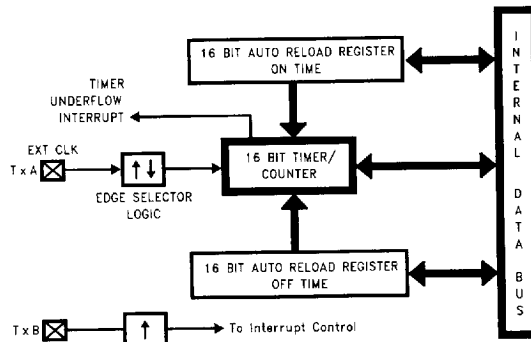 16 BIT AUTO RELOAD REGISTER
ON TIME
TIMER
UNDERFLOW
INTERRUPT
EXT CLK
TxA
EDGE SELECTOR
LOGIC
16 BIT TIMER/
COUNTER
16 BIT AUTO RELOAD REGISTER
OFF TIME
TxB
To Interrupt Control
INTERNAL DATA BUS